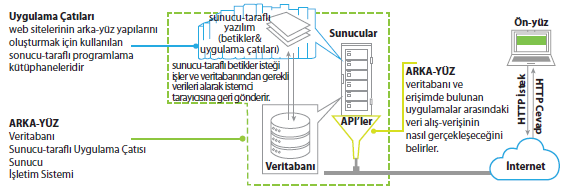 Uygulama Çatıları
web sitelerinin arka-yüz yapılarını
oluşturmak için kullanılan
sonucu-taraflı programlama
kütüphaneleridir
sunucu-taraflı
yazılım
(betikler&
uygulama çatıları)
sunucu-taraflı betikler isteği
işler ve veritabanından gerekli
verileri alarak istemci
tarayıcısına geri gönderir.
Sunucular
Ön-yüz
ARKA-YÜZ
veritabanı ve
erişimde bulunan
uygulamalar arasındaki
veri alış-verişinin
nasıl gerçekleşeceğini
belirler.
HTTP İstek
HTTP Cevap
ARKA-YÜZ
Veritabanı
Sunucu-taraflı Uygulama Çatısı
Sunucu
İşletim Sistemi
API'ler
Veritabanı
Internet